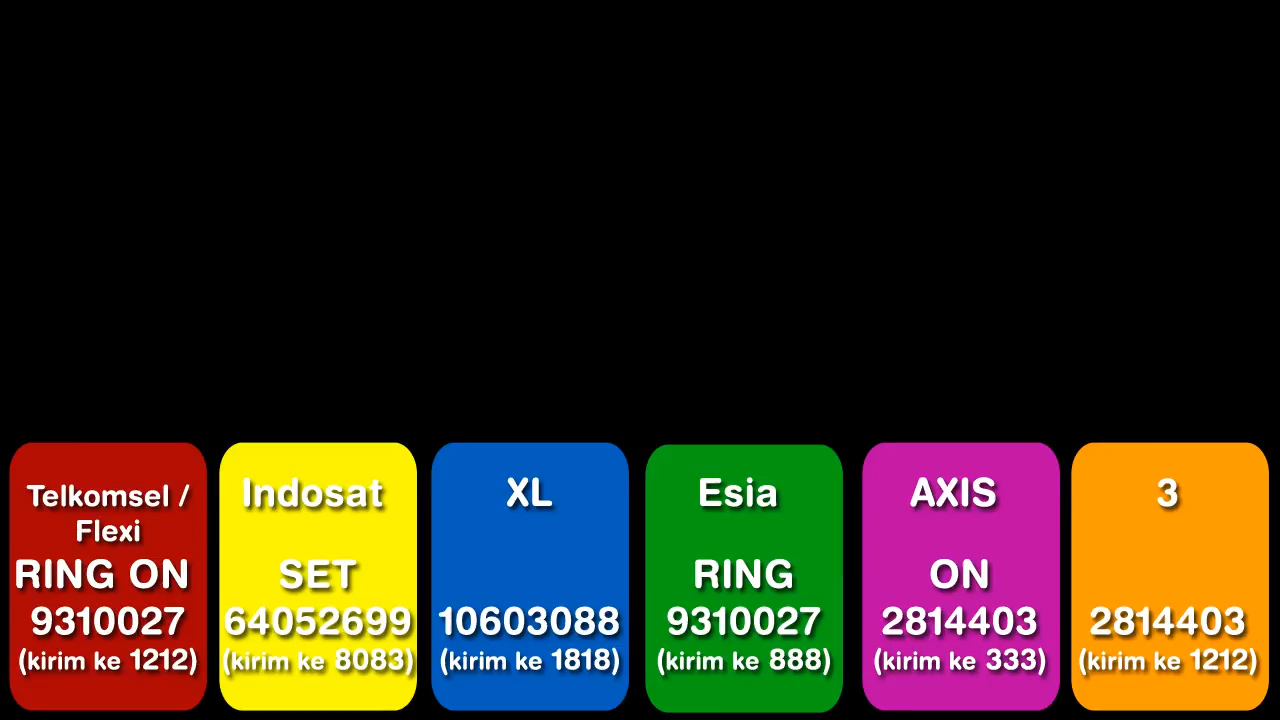 Telkomsel /
Flexi
RING ON
9310027
(kirim ke 1212)
Indosat
SET
64052699
(kirim ke 8083)
XL
10603088
(kirim ke 1818)
Esia
RING
9310027
(kirim ke 888)
AXIS
ON
2814403
(kirim ke 333)
3
2814403
(kirim ke 1212)